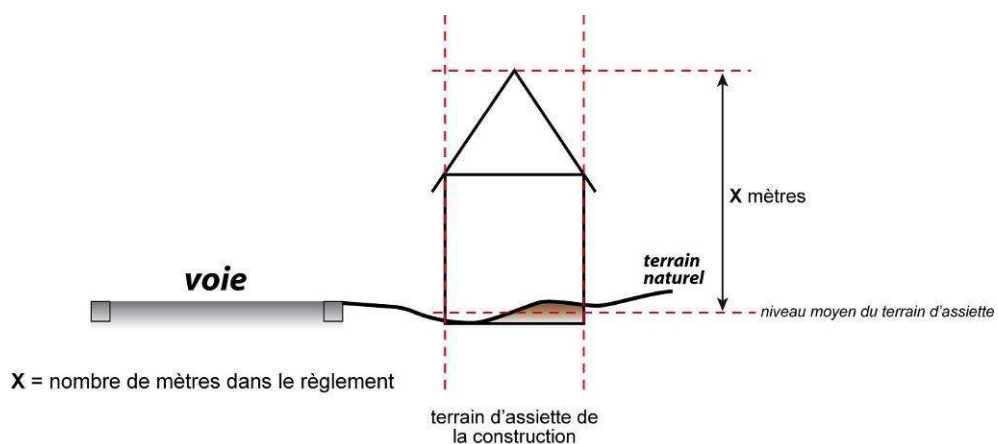 X mètres
voie
terrain
naturel
niveau moyen du terrain d'assiette
X = nombre de mètres dans le règlement
terrain d'assiette de
la construction